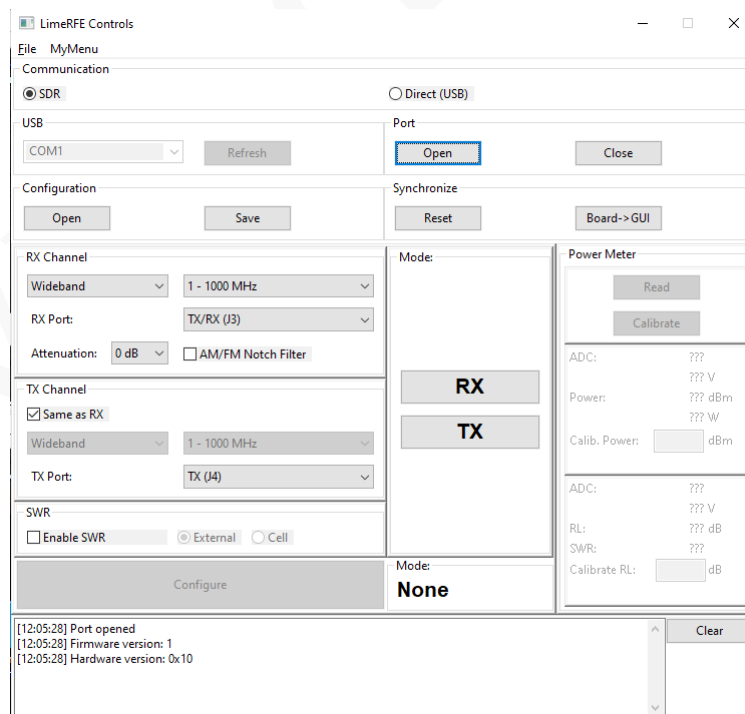 LimeRFE Controls
File MyMenu
Communication
SDR Direct (USB)
USB Port
COM1 Refresh Open Close
Configuration Synchronize
Open Save Reset Board->GUI
RX Channel Mode: Power Meter
Wideband 1 - 1000 MHz Read
RX Port: TX/RX (J3) Calibrate
Attenuation: 0 dB AM/FM Notch Filter ADC: ???
??? V
TX Channel RX Power: ??? dBm
Same as RX ??? W
Wideband 1 - 1000 MHz TX Calib. Power: dBm
TX Port: TX (J4)
ADC: ???
SWR ??? V
Enable SWR External Cell RL: ??? dB
SWR: ???
Configure Mode: Calibrate RL: dB
None
[12:05:28] Port opened Clear
[12:05:28] Firmware version: 1
[12:05:28] Hardware version: 0x10